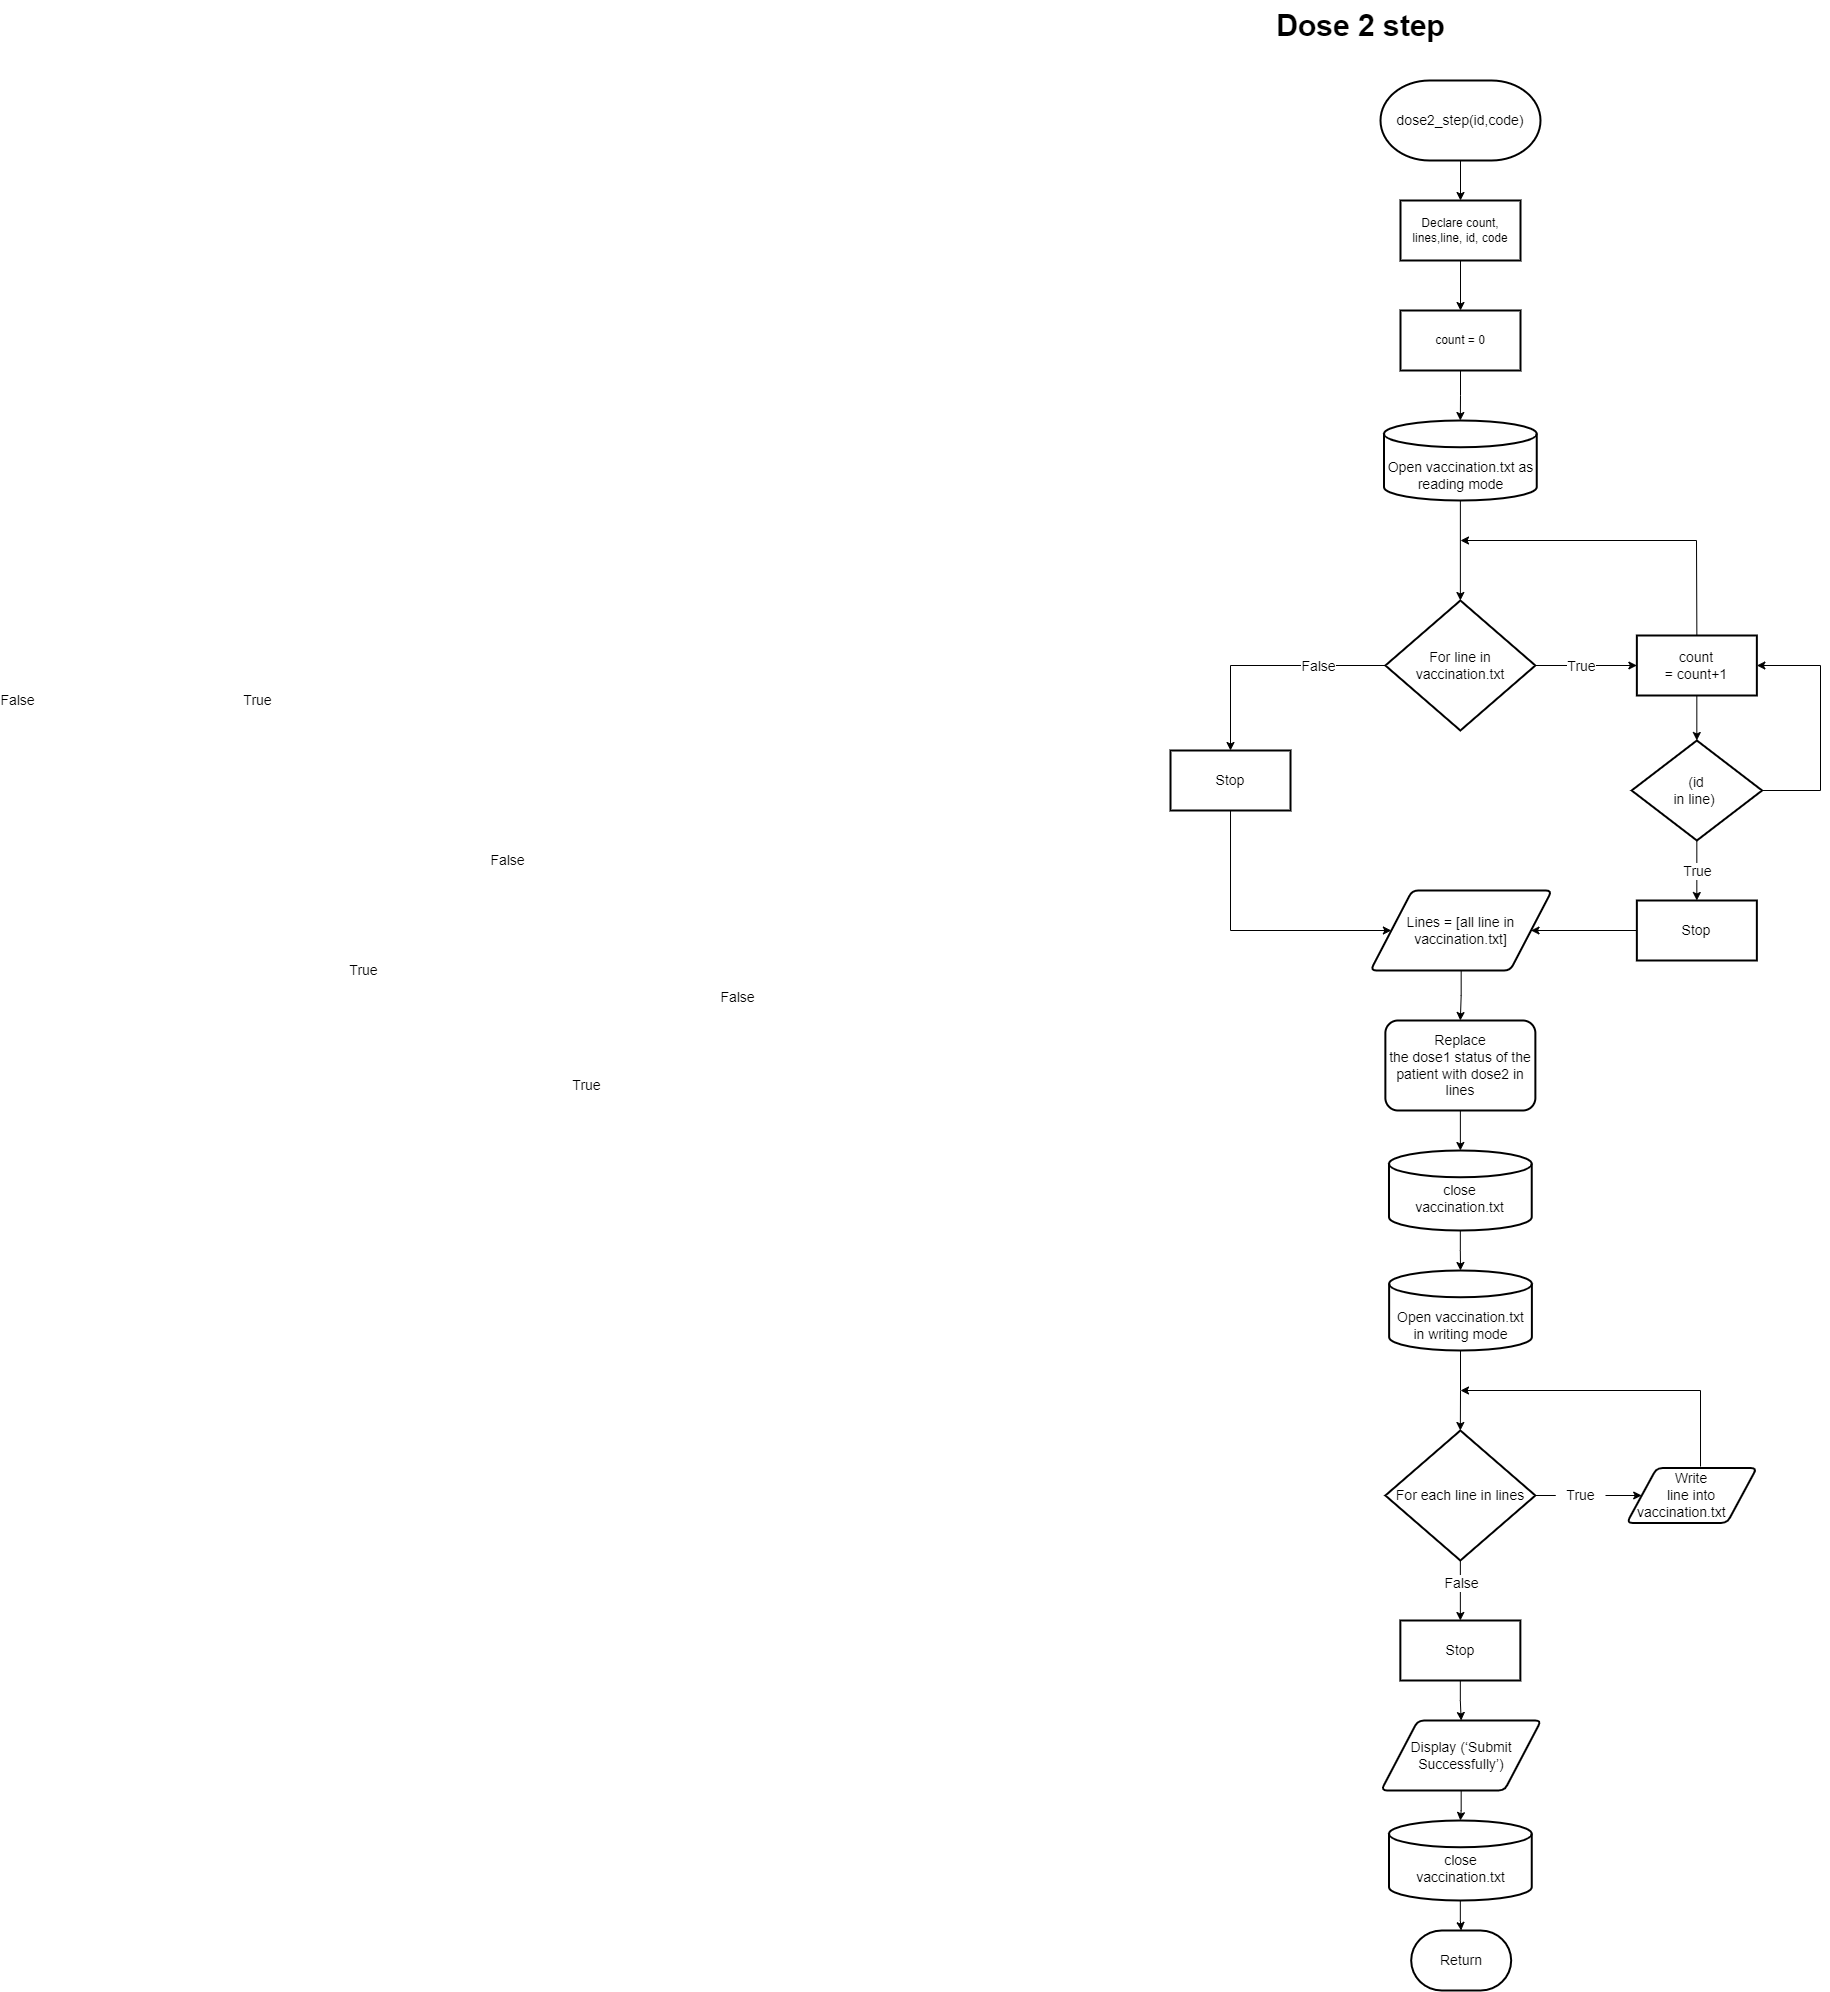 Dose 2 step
dose2_step(id,code)
Declare count,
lines,line, id, code
count = 0
Open vaccination.txt as
reading mode
For line in
vaccination.txt
False
True
count
= count+1
False
True
Stop
(id
in line)
False
True
Lines = [all line in
vaccination.txt]
Stop
True
False
Replace
the dose1 status of the
patient with dose2 in
lines
True
close
vaccination.txt
Open vaccination.txt
in writing mode
For each line in lines
True
Write
line into
vaccination.txt
False
Stop
Display (‘Submit
Successfully’)
close
vaccination.txt
Return